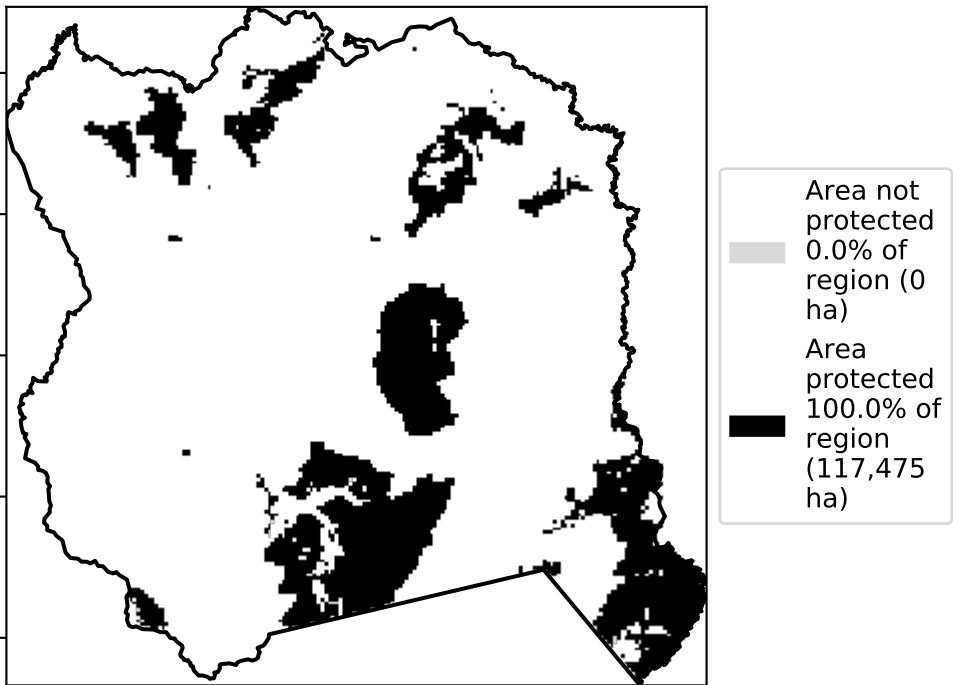 Area not
protected
0.0% of
region (0
ha)
Area
protected
100.0% of
region
(117,475
ha)